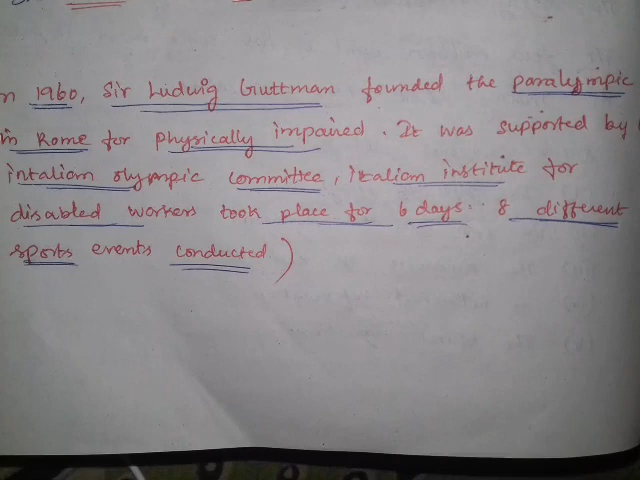 n 1960, Sir Ludwig Guttman founded the paralympic
in Rome for physically impaired. It was supported by
intaliam olympic committee, italiam institute for
disabled workers took place for 6 days. 8 different
sports events conducted)